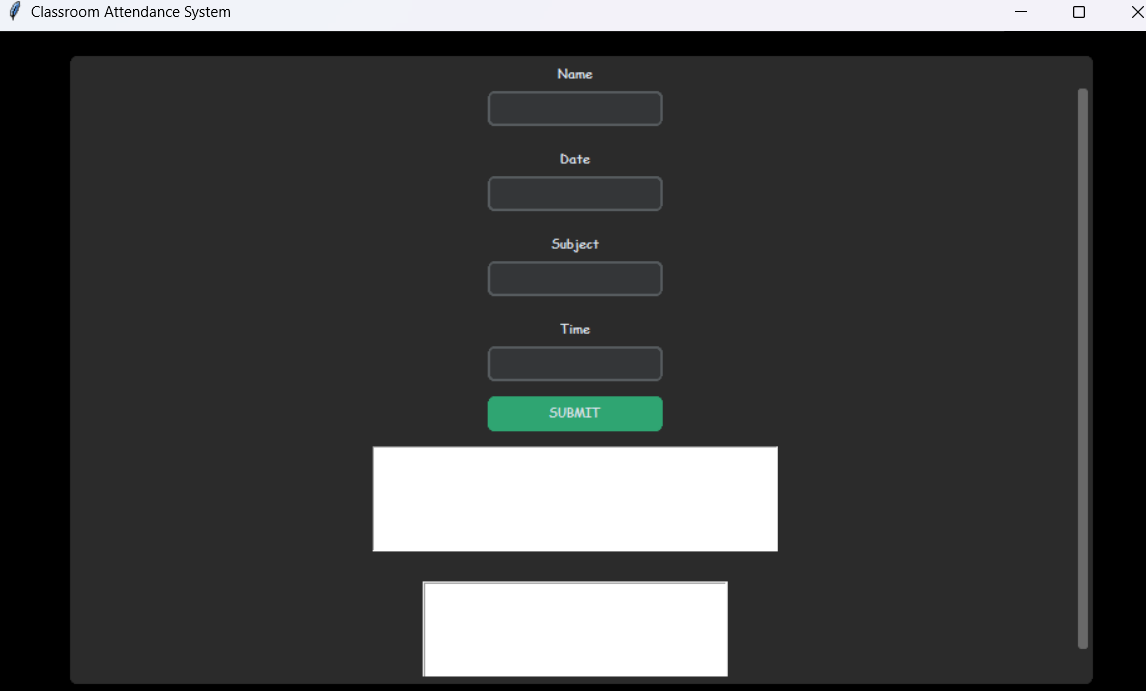 Classroom Attendance System
Name
Date
Subject
Time
SUBMIT